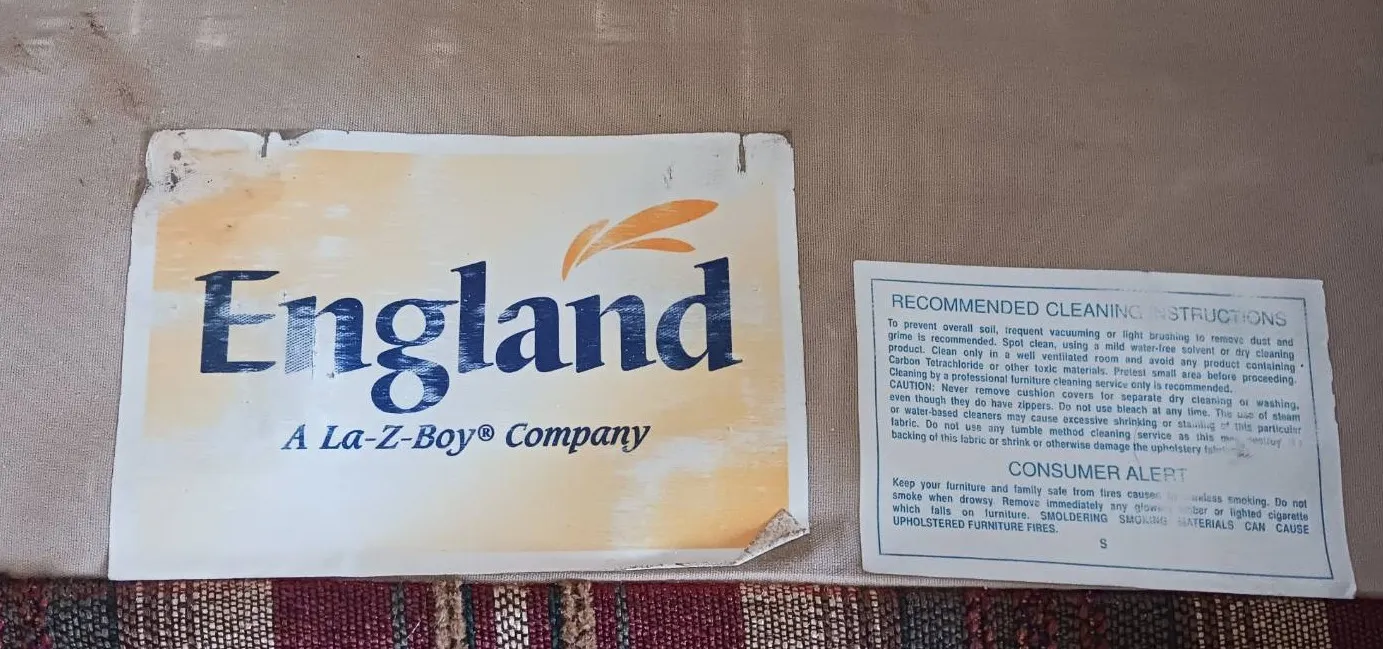 England
A La-Z-Boy® Company
RECOMMENDED CLEANING INSTRUCTIONS
To prevent overall soil, frequent vacuuming or light brushing to remove dust and
grime is recommended. Spot clean, using a mild water-free solvent or dry cleaning
product. Clean only in a well ventilated room and avoid any product containing
Carbon Tetrachloride or other toxic materials. Pretest small area before proceeding.
Cleaning by a professional furniture cleaning service only is recommended.
CAUTION: Never remove cushion covers for separate dry cleaning or washing,
even though they do have zippers. Do not use bleach at any time. The use of steam
or water-based cleaners may cause excessive shrinking or staining of this particular
fabric. Do not use any tumble method cleaning service as this may destroy
backing of this fabric or shrink or otherwise damage the upholstery
CONSUMER ALERT
Keep your furniture and family safe from fires caused careless smoking. Do not
smoke when drowsy. Remove immediately any glowing ember or lighted cigarette
which falls on furniture. SMOLDERING SMOKING MATERIALS CAN CAUSE
UPHOLSTERED FURNITURE FIRES.
S